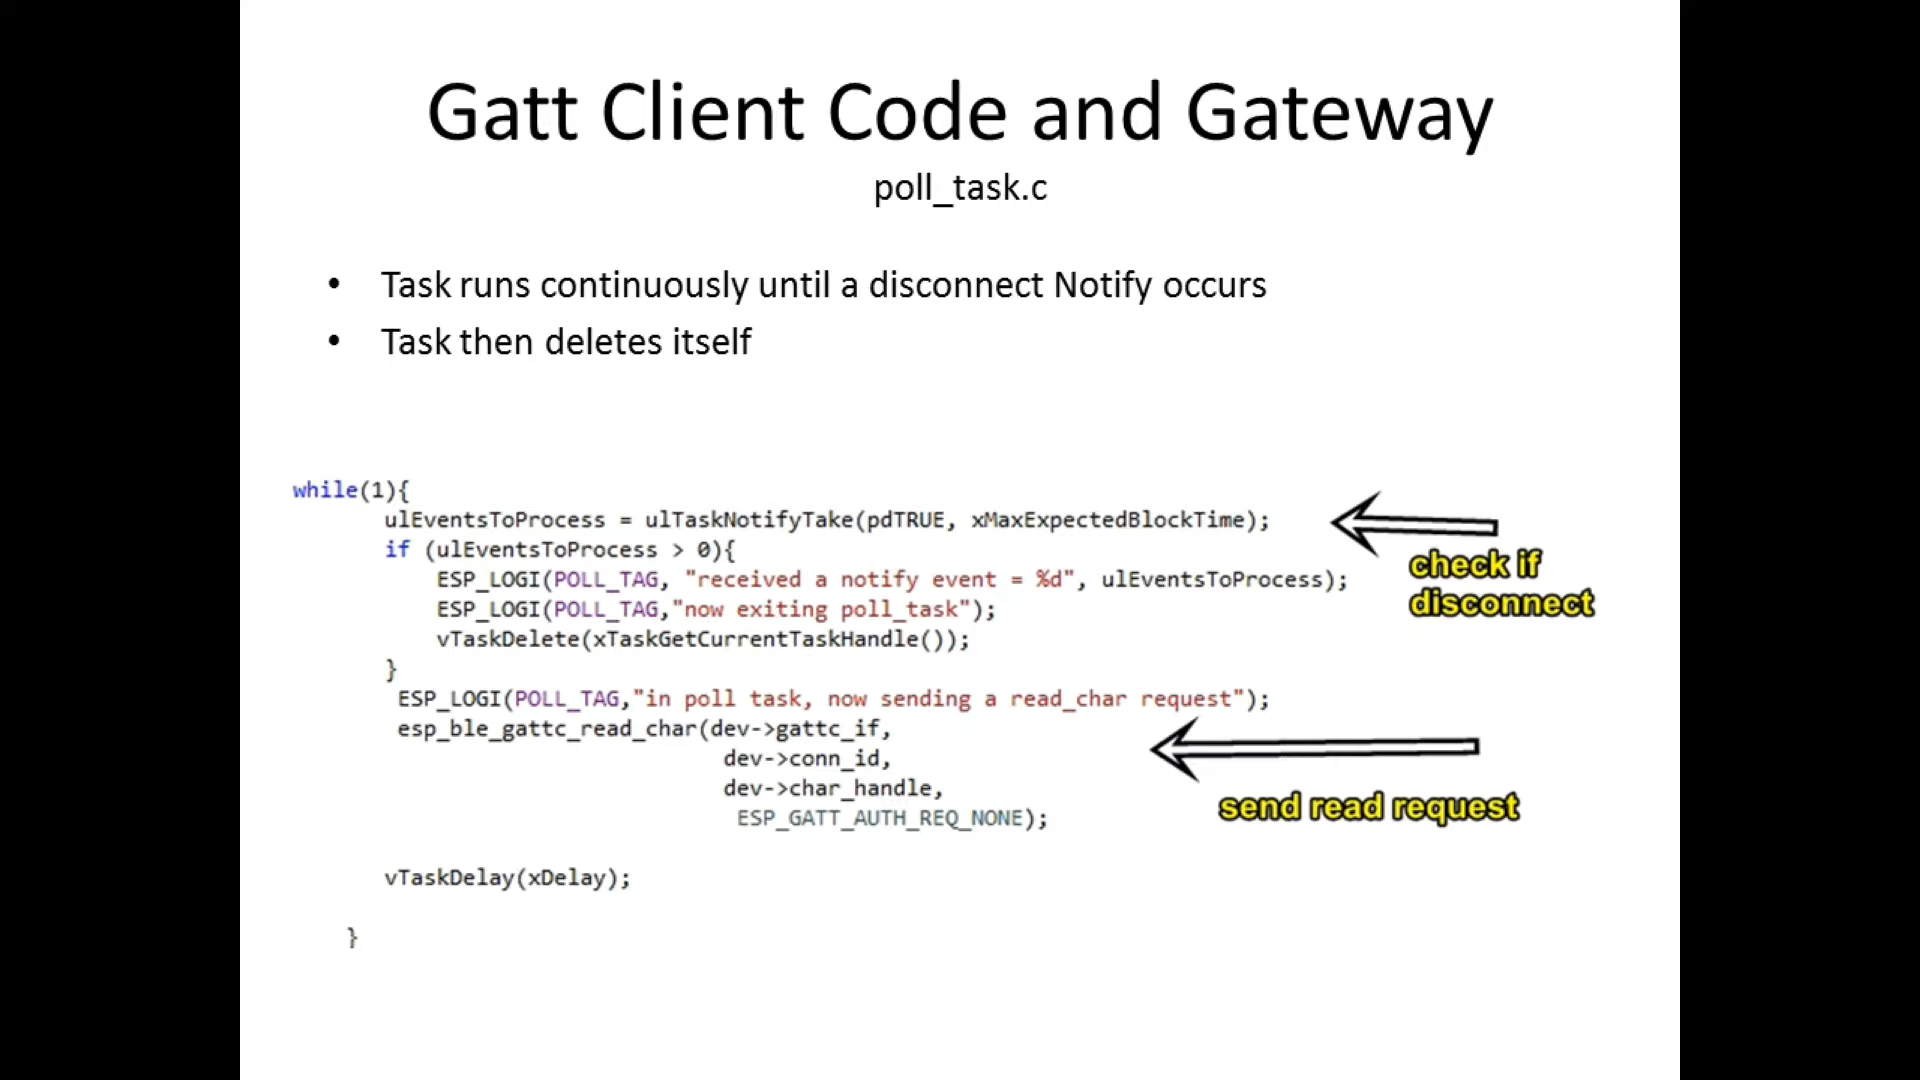 Gatt Client Code and Gateway
poll_task.c
• Task runs continuously until a disconnect Notify occurs
• Task then deletes itself
while(1){
ulEventsToProcess = ulTaskNotifyTake(pdTRUE, xMaxExpectedBlockTime);
if (ulEventsToProcess > 0){
ESP_LOGI(POLL_TAG, "received a notify event = %d", ulEventsToProcess);
ESP_LOGI(POLL_TAG,"now exiting poll_task");
vTaskDelete(xTaskGetCurrentTaskHandle());
}
check if
disconnect
ESP_LOGI(POLL_TAG,"in poll task, now sending a read_char request");
esp_ble_gattc_read_char(dev->gattc_if,
dev->conn_id,
dev->char_handle,
ESP_GATT_AUTH_REQ_NONE);
send read request
vTaskDelay(xDelay);
}